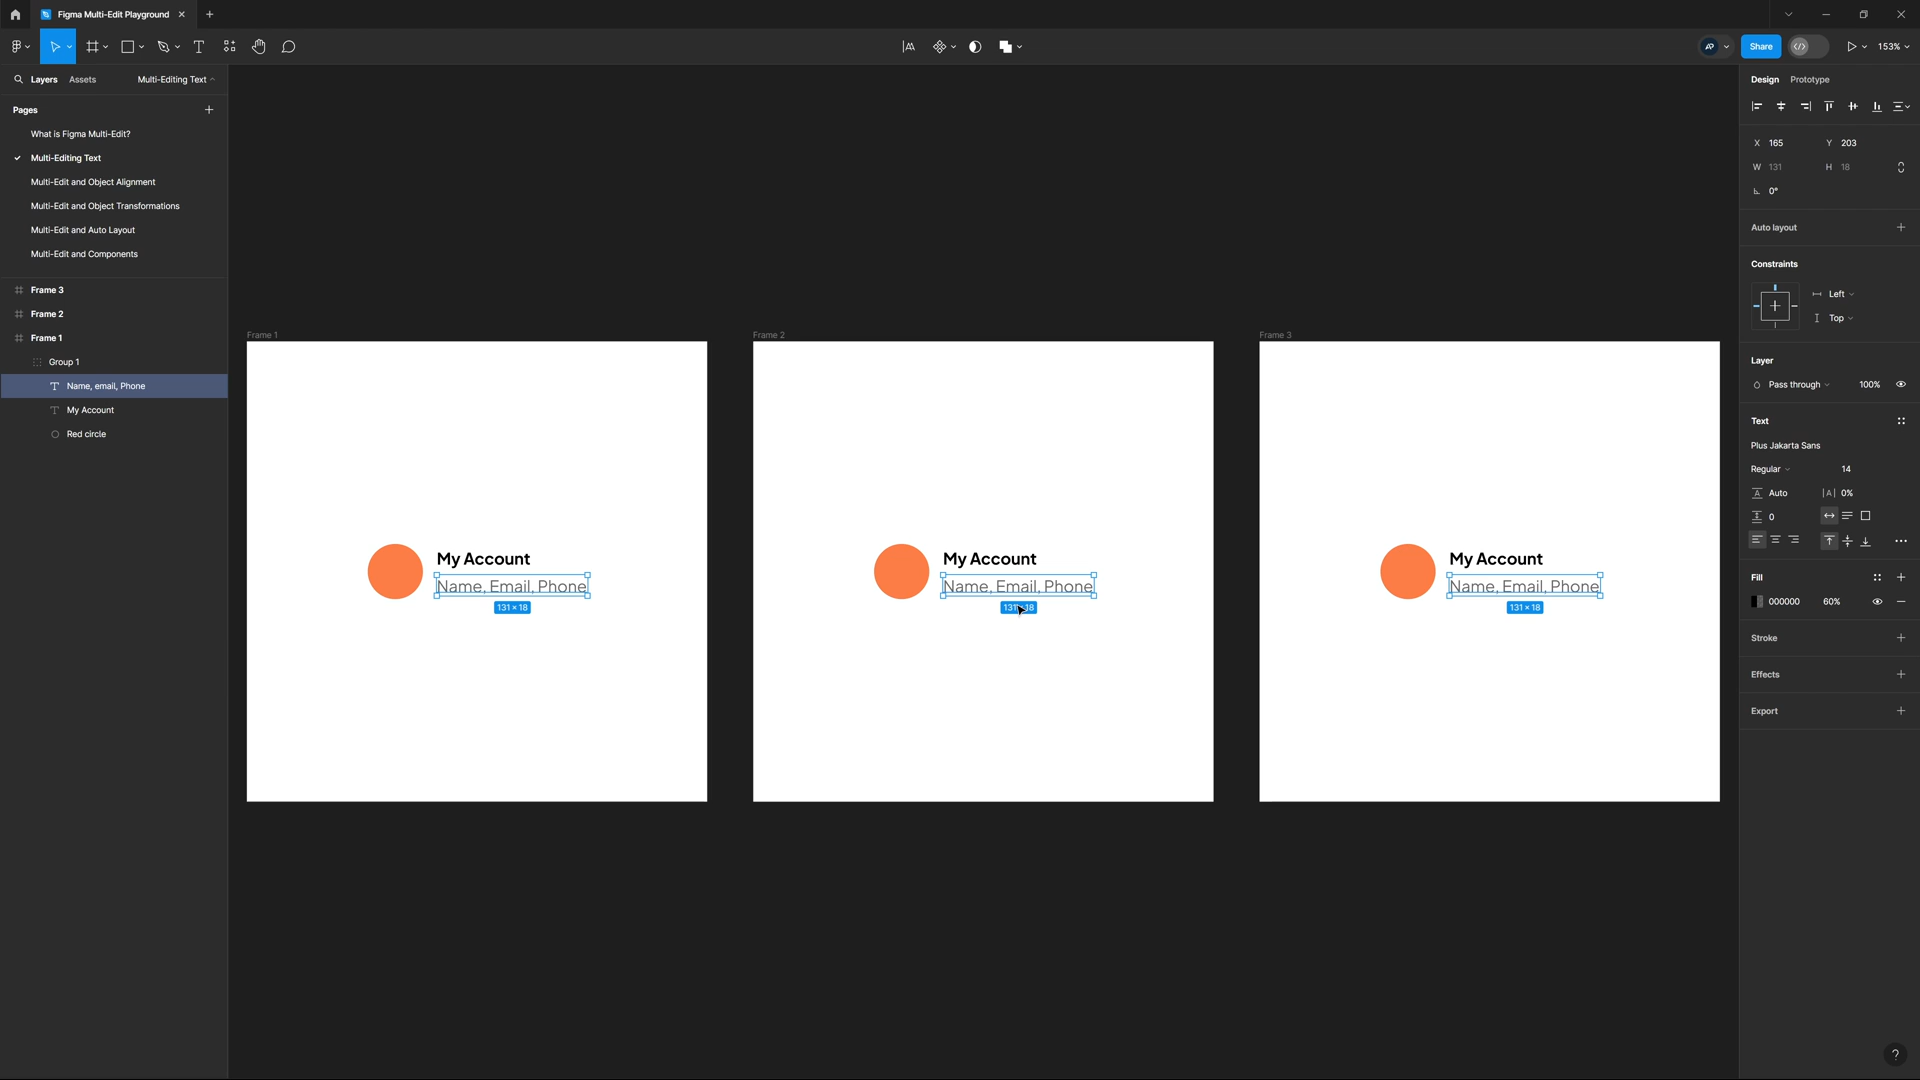 Figma Multi-Edit Playground
AP
Share
153%
Layers
Assets
Multi-Editing Text
Pages
What is Figma Multi-Edit?
Multi-Editing Text
Multi-Edit and Object Alignment
Multi-Edit and Object Transformations
Multi-Edit and Auto Layout
Multi-Edit and Components
Frame 3
Frame 2
Frame 1
Group 1
Name, email, Phone
My Account
Red circle
Frame 1
My Account
Name, Email, Phone
131 × 18
Frame 2
My Account
Name, Email, Phone
131 × 18
Frame 3
My Account
Name, Email, Phone
131 × 18
Design
Prototype
X 165 Y 203
W 131 H 18
0°
Auto layout
Constraints
Left
Top
Layer
Pass through 100%
Text
Plus Jakarta Sans
Regular 14
Auto 0%
0
Fill
000000 60%
Stroke
Effects
Export
?